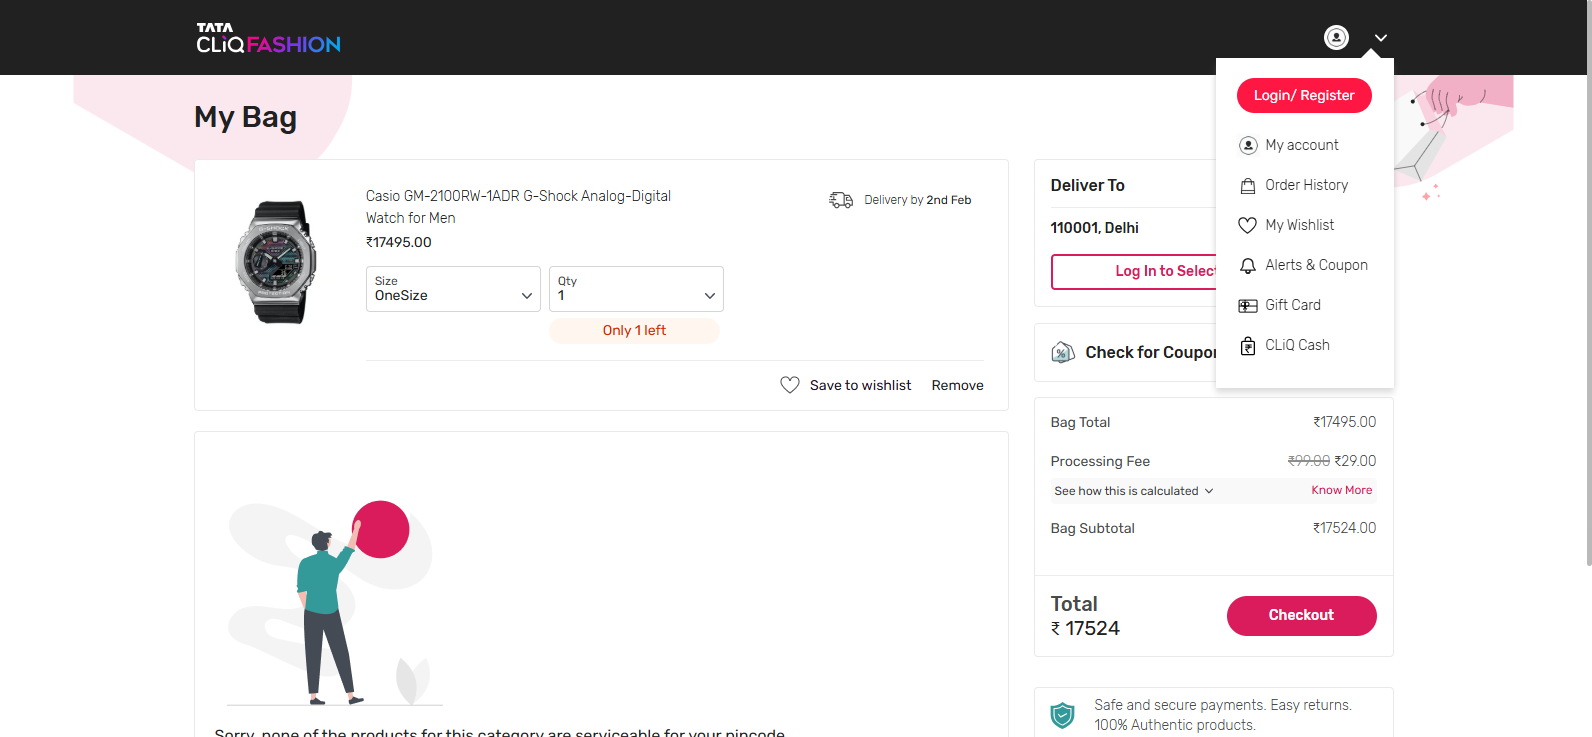 TATA
CLiQ FASHION
Login/ Register
My account
Order History
My Wishlist
Alerts & Coupon
Gift Card
CLiQ Cash
My Bag
Casio GM-2100RW-1ADR G-Shock Analog-Digital
Watch for Men
₹17495.00
Delivery by 2nd Feb
Size
OneSize
Qty
1
Only 1 left
Save to wishlist
Remove
Deliver To
110001, Delhi
Log In to Select
Check for Coupon
Bag Total
₹17495.00
Processing Fee
₹99.00 ₹29.00
See how this is calculated
Know More
Bag Subtotal
₹17524.00
Total
₹ 17524
Checkout
Safe and secure payments. Easy returns.
100% Authentic products.
Sorry, none of the products for this category are serviceable for your pincode